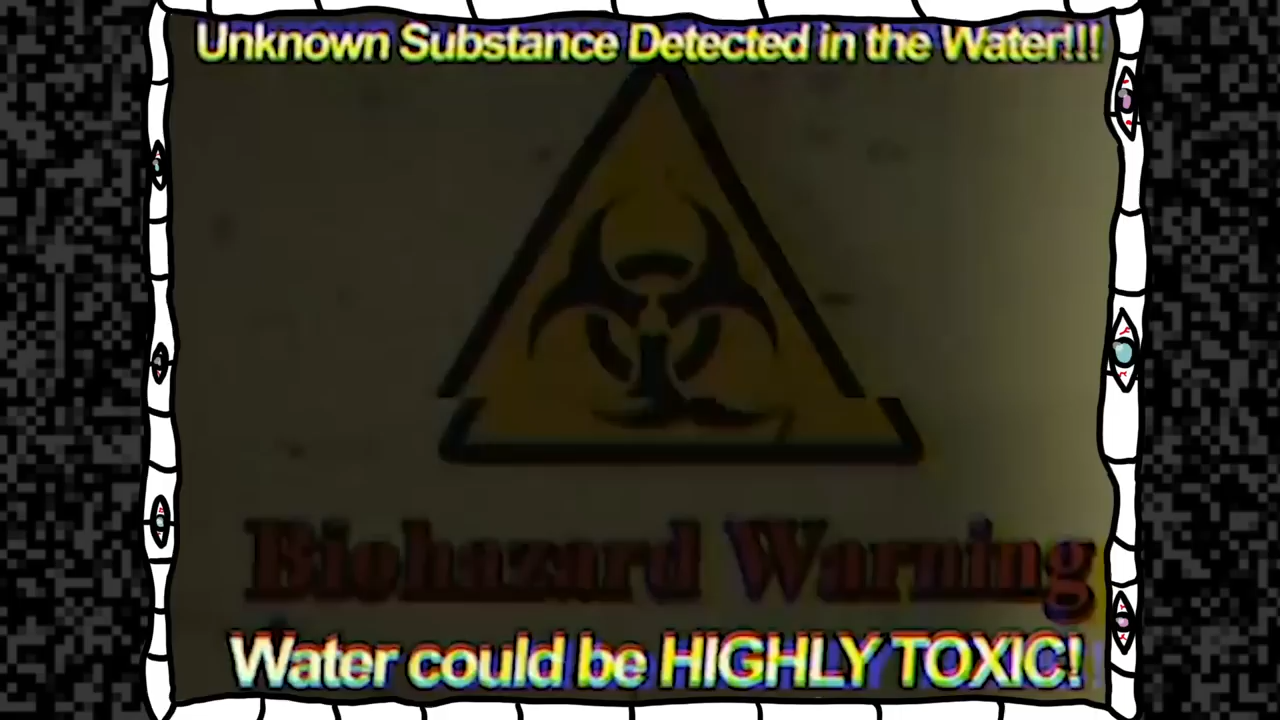 Unknown Substance Detected in the Water!!!
Biohazard Warning
Water could be HIGHLY TOXIC!